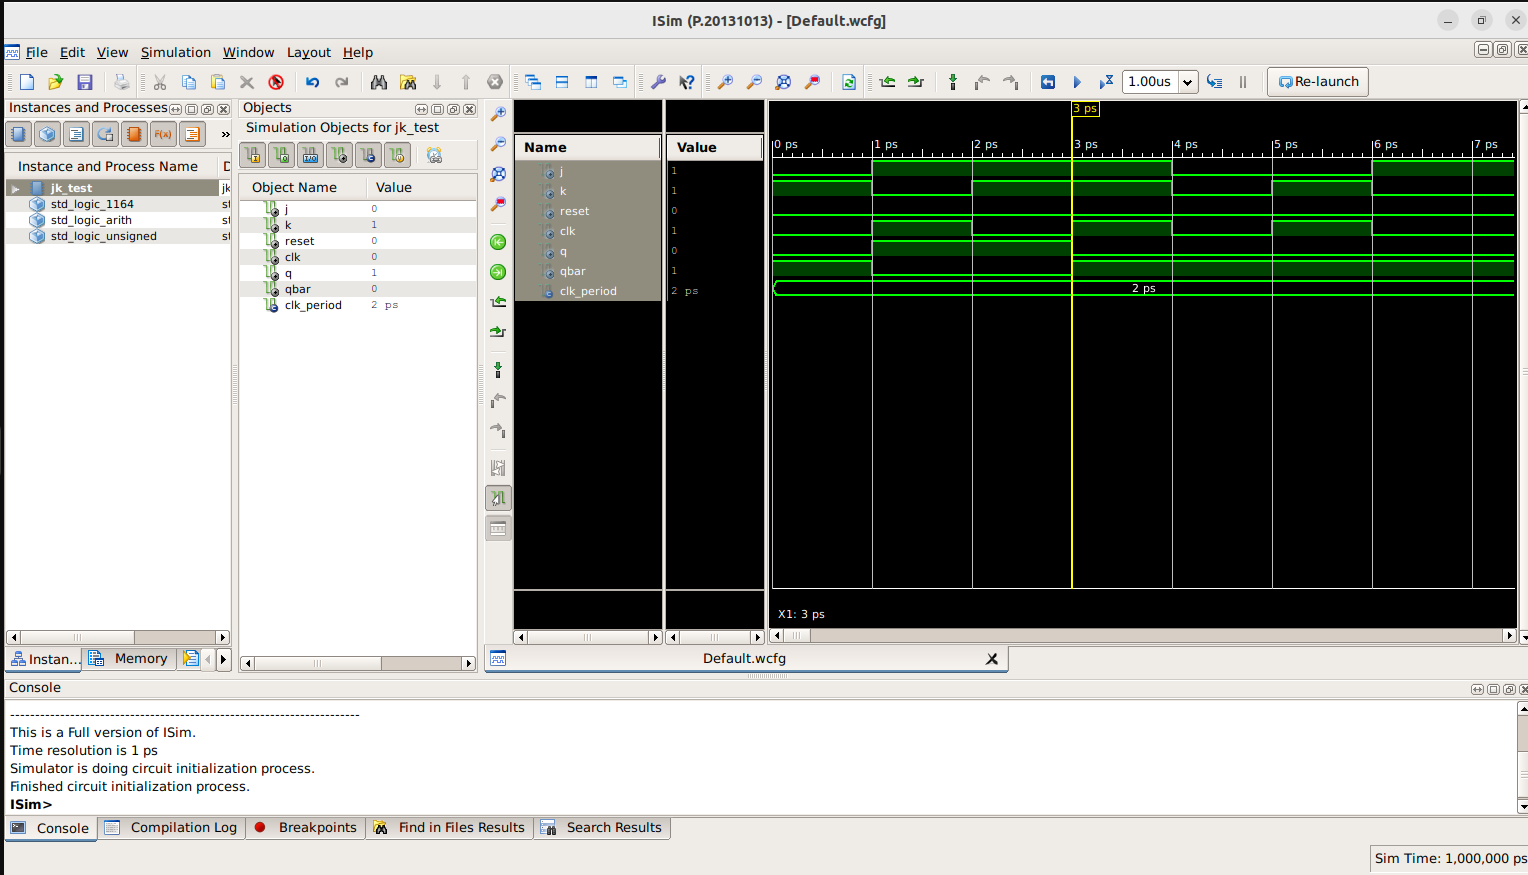 ISim (P.20131013) - [Default.wcfg]
File Edit View Simulation Window Layout Help
1.00us
Re-launch
Instances and Processes
F(x)
»
Instance and Process Name
jk_test
std_logic_1164
std_logic_arith
std_logic_unsigned
Instan...
Memory
Objects
Simulation Objects for jk_test
Object Name Value
j 0
k 1
reset 0
clk 0
q 1
qbar 0
clk_period 2 ps
Name Value
j 1
k 1
reset 0
clk 1
q 0
qbar 1
clk_period 2 ps
3 ps
0 ps 1 ps 2 ps 3 ps 4 ps 5 ps 6 ps 7 ps
2 ps
X1: 3 ps
Default.wcfg
Console
----------------------------------------------------------------------
This is a Full version of ISim.
Time resolution is 1 ps
Simulator is doing circuit initialization process.
Finished circuit initialization process.
ISim>
Console Compilation Log Breakpoints Find in Files Results Search Results
Sim Time: 1,000,000 ps